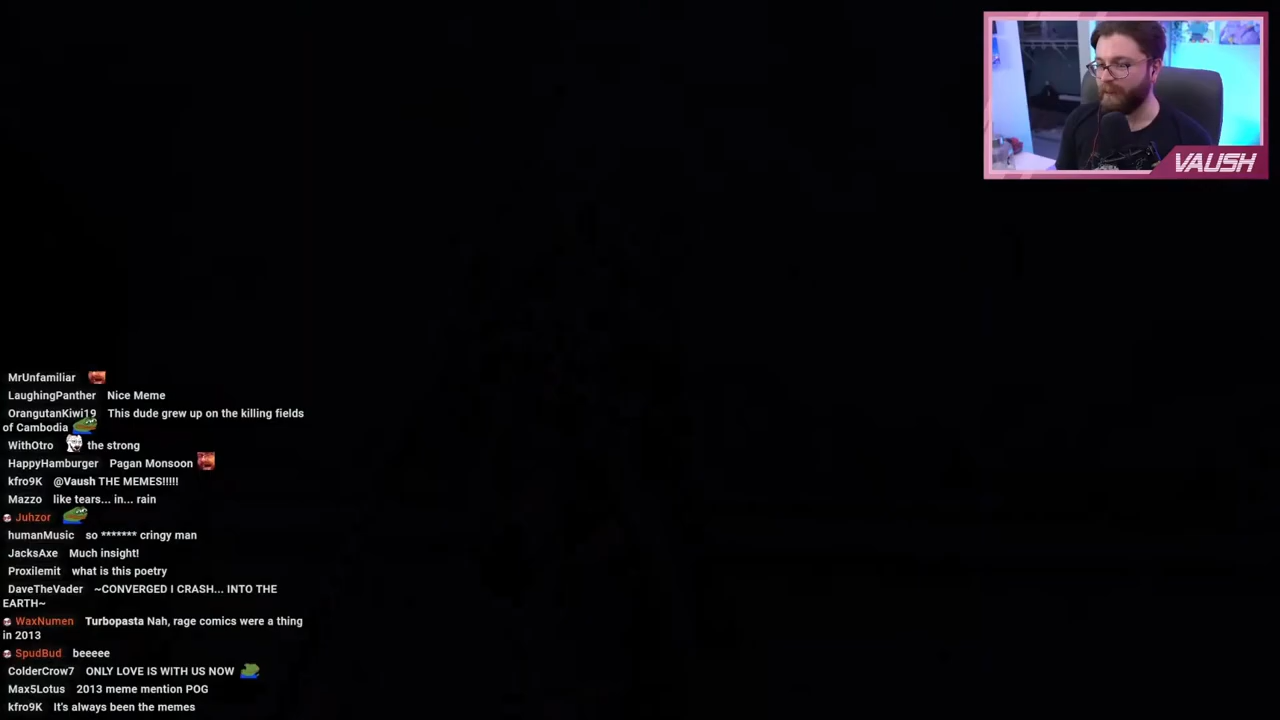 VAUSH
MrUnfamiliar
LaughingPanther Nice Meme
OrangutanKiwi19 This dude grew up on the killing fields
of Cambodia
WithOtro the strong
HappyHamburger Pagan Monsoon
kfro9K @Vaush THE MEMES!!!!!
Mazzo like tears... in... rain
Juhzor
humanMusic so ******* cringy man
JacksAxe Much insight!
Proxilemit what is this poetry
DaveTheVader ~CONVERGED I CRASH... INTO THE
EARTH~
WaxNumen Turbopasta Nah, rage comics were a thing
in 2013
SpudBud beeeee
ColderCrow7 ONLY LOVE IS WITH US NOW
Max5Lotus 2013 meme mention POG
kfro9K It's always been the memes